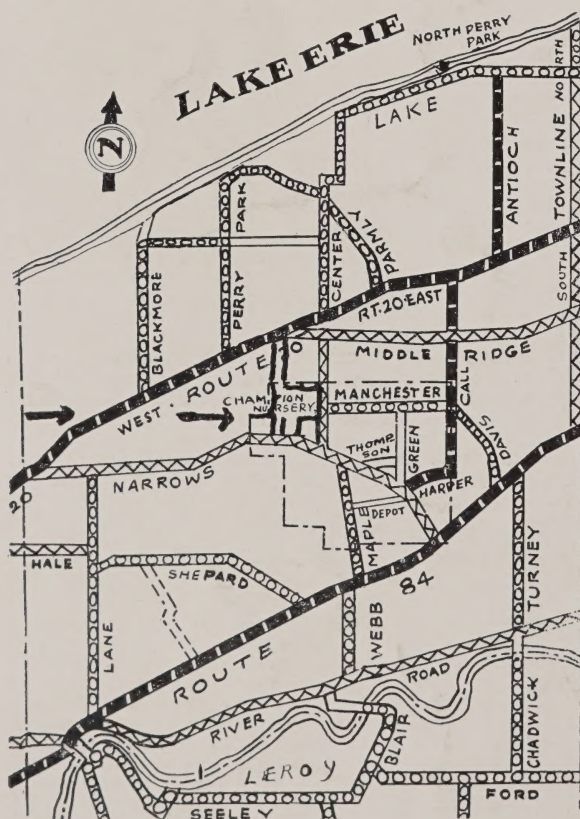 NORTH PERRY
PARK
LAKE ERIE
N
LAKE
ANTIOCH
TOWNLINE NORTH
SOUTH
PARK
PERRY
BLACKMORE
CENTER
PARMLY
RT. 20 EAST
WEST · ROUTE 20
MIDDLE RIDGE
MANCHESTER
CALL
CHAMPION
NURSERY
THOMP
SON
GREEN
DAVIS
HARPER
DEPOT
MAPLE
NARROWS
20
HALE
SHEPARD
LANE
84
ROUTE
WEBB
TURNEY
ROAD
RIVER
BLAIR
CHADWICK
LEROY
SEELEY
FORD